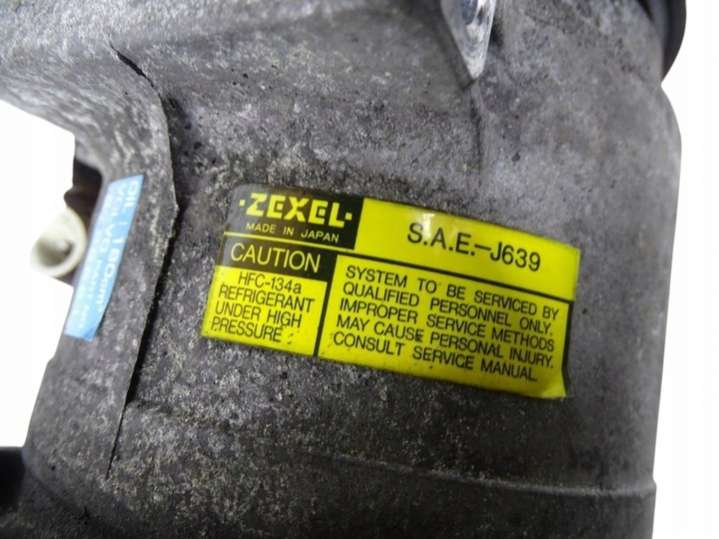 ·ZEXEL·
MADE IN JAPAN
S.A.E.-J639
CAUTION
HFC-134a
REFRIGERANT
UNDER HIGH
PRESSURE
SYSTEM TO BE SERVICED BY
QUALIFIED PERSONNEL ONLY.
IMPROPER SERVICE METHODS
MAY CAUSE PERSONAL INJURY.
CONSULT SERVICE MANUAL.
OIL